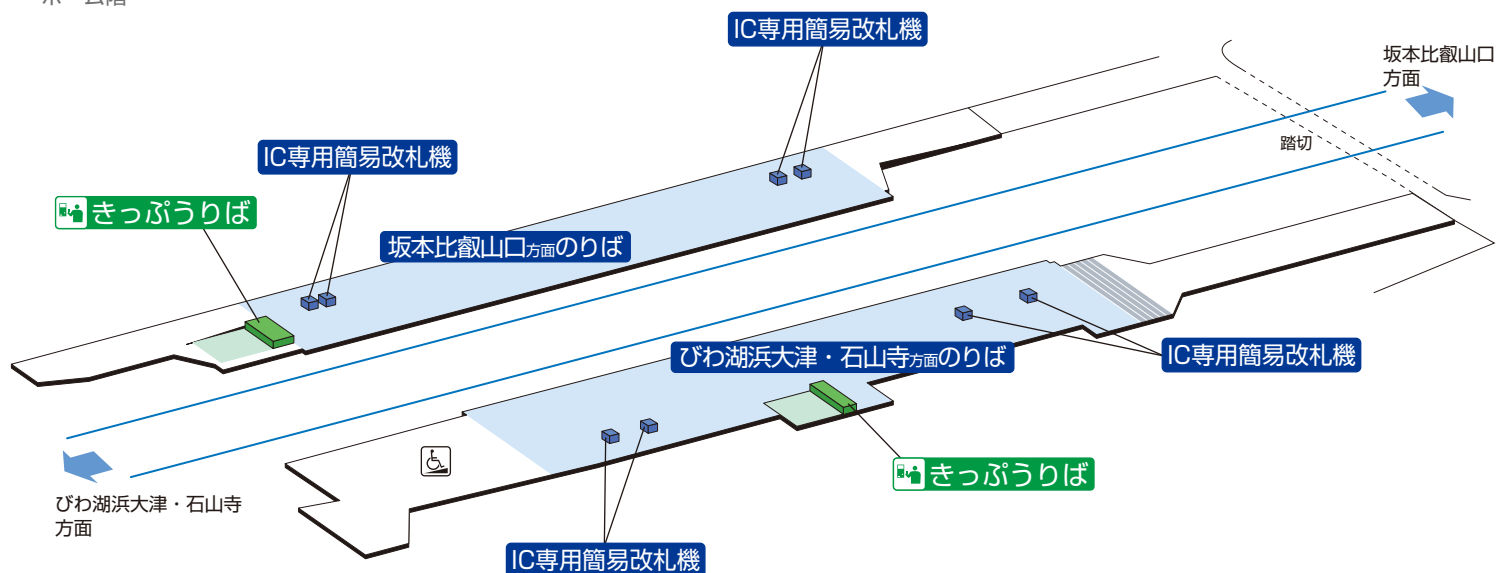 IC専用簡易改札機
坂本比叡山口
方面
踏切
IC専用簡易改札機
きっぷうりば
坂本比叡山口方面のりば
びわ湖浜大津・石山寺方面のりば
IC専用簡易改札機
きっぷうりば
びわ湖浜大津・石山寺
方面
IC専用簡易改札機